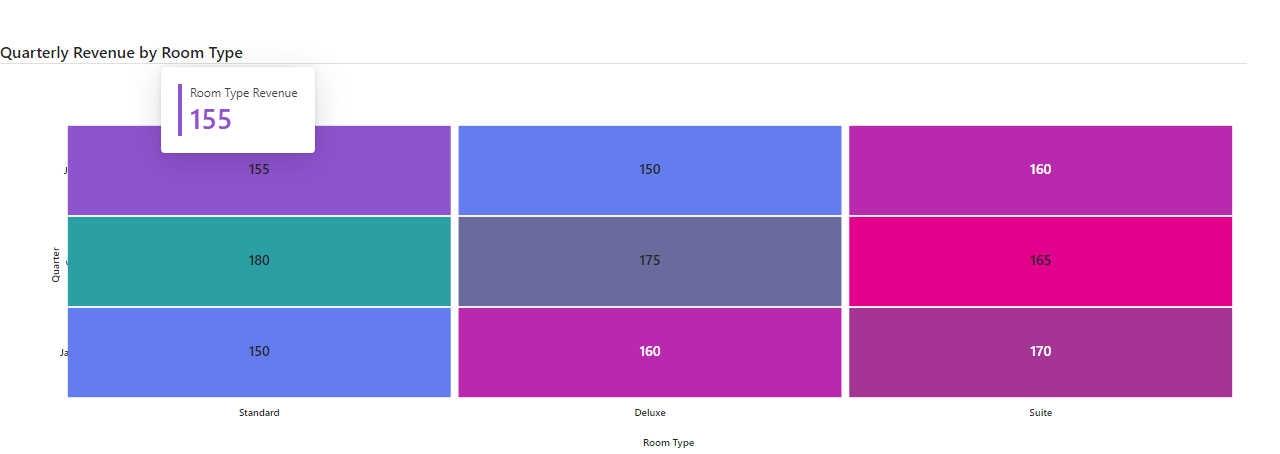 Quarterly Revenue by Room Type
Room Type Revenue
155
155
150
160
Quarter
180
175
165
150
160
170
Standard
Deluxe
Suite
Room Type